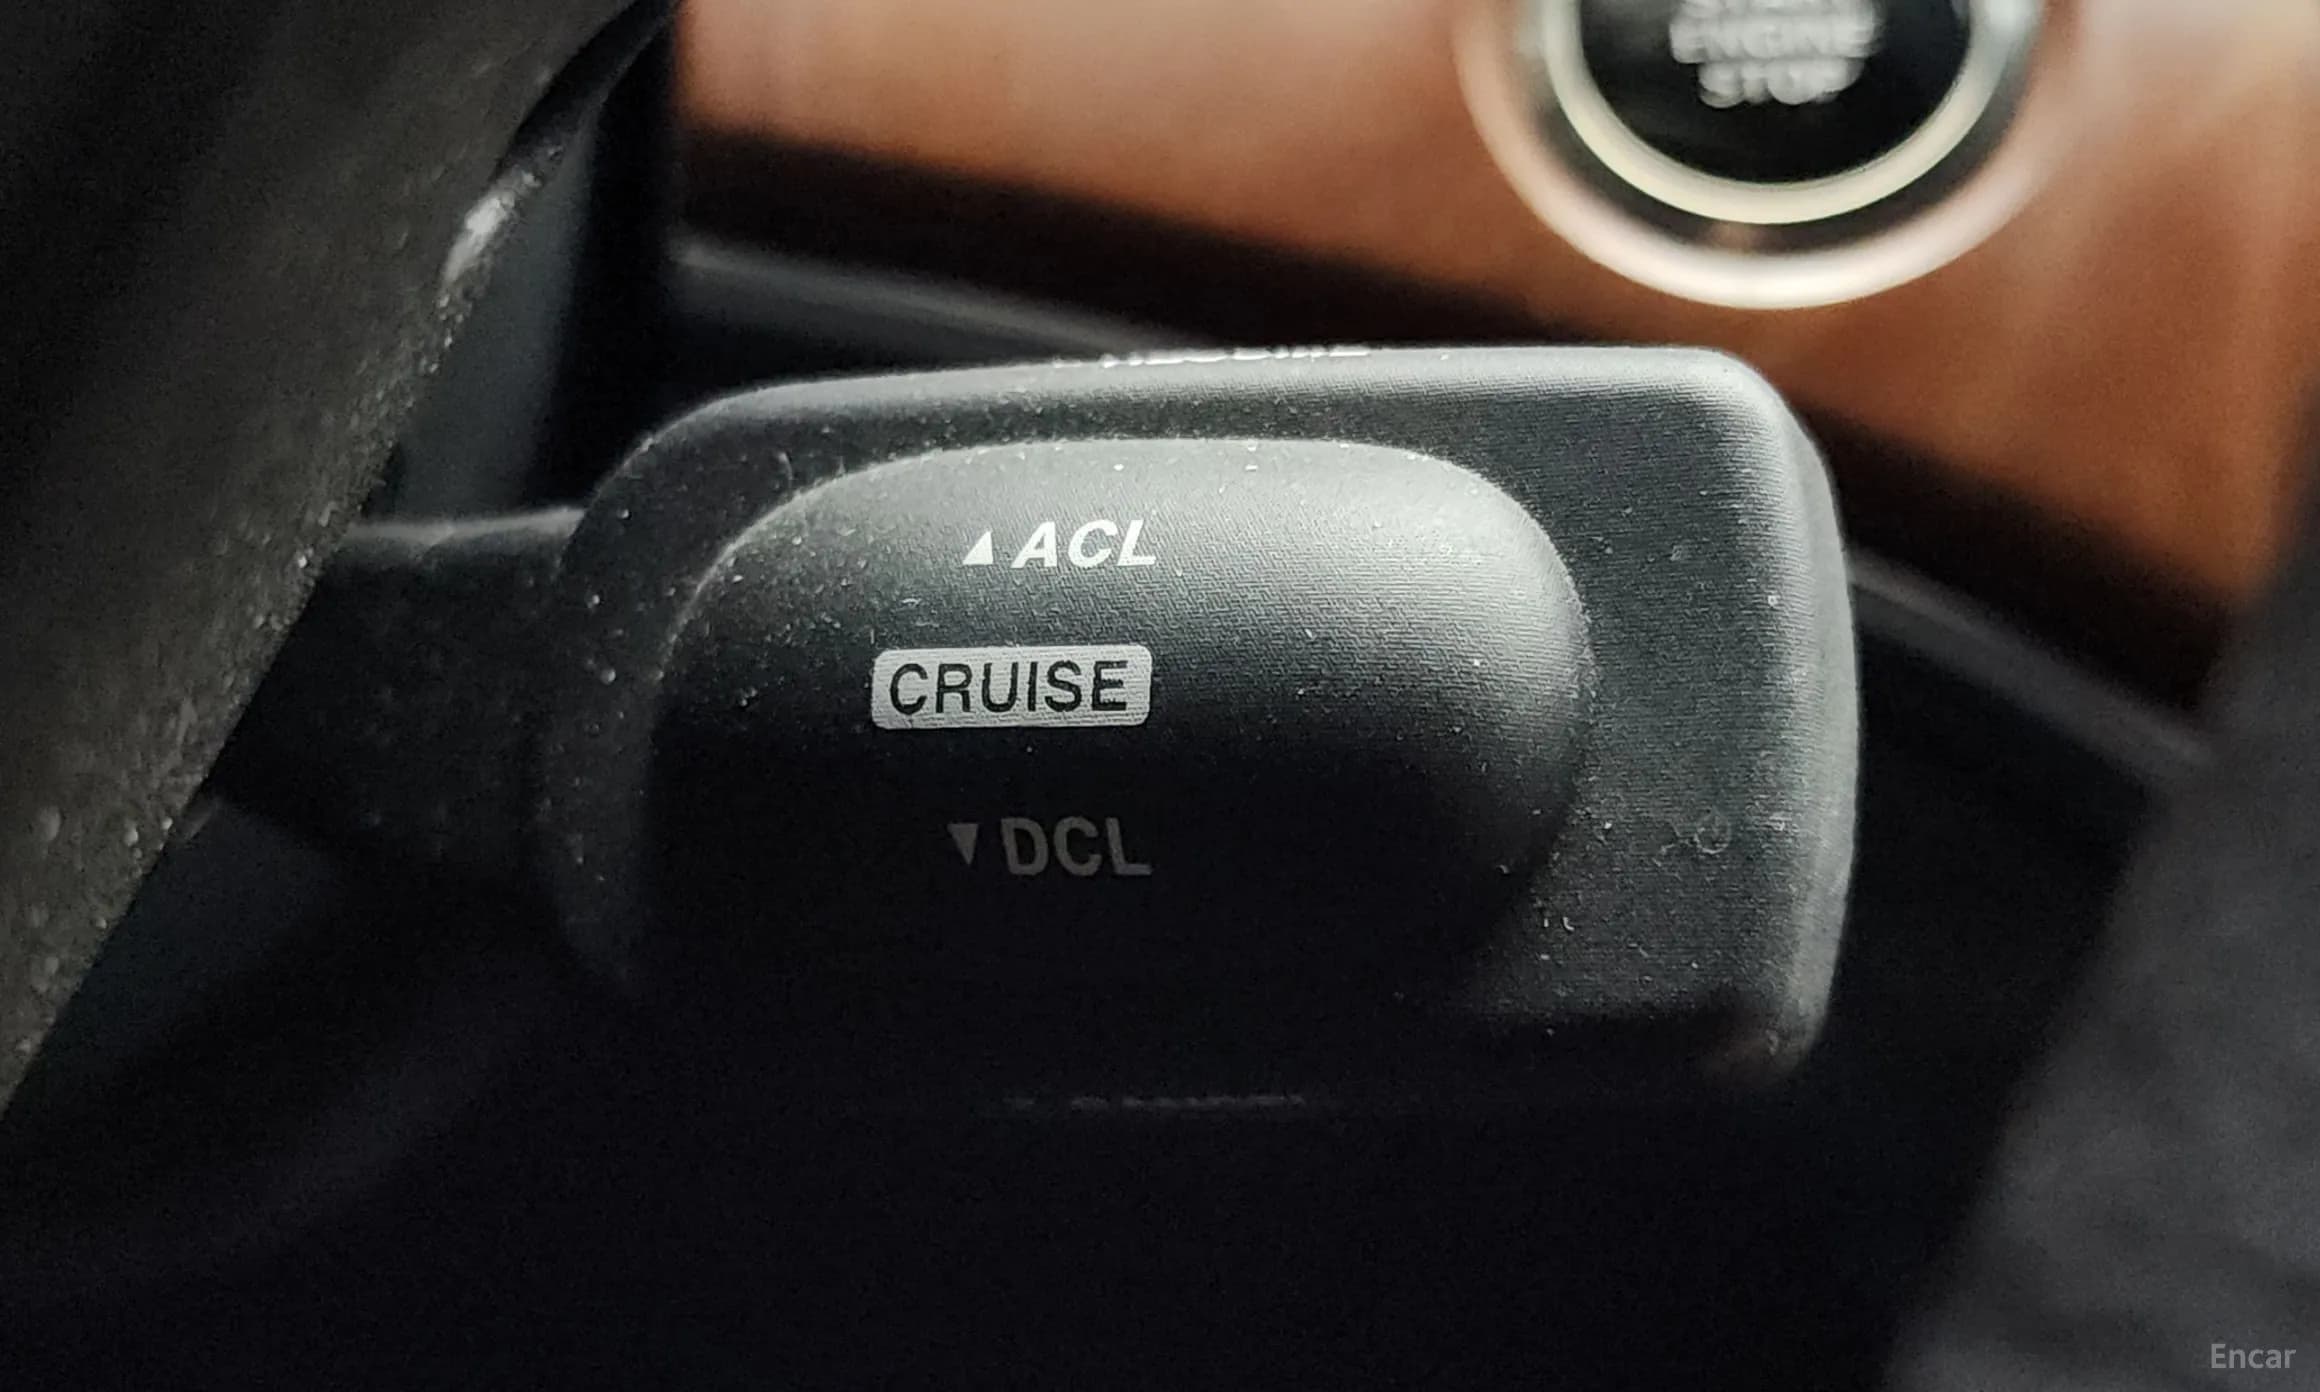 ENGINE
STOP
▲ACL
CRUISE
▼DCL
Encar